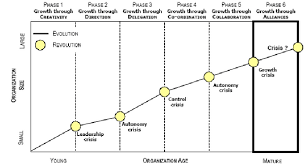 PHASE 1 PHASE 2 PHASE 3 PHASE 4 PHASE 5 PHASE 6
Growth through Growth through Growth through Growth through Growth through Growth through
CREATIVITY DIRECTION DELEGATION CO-ORDINATION COLLABORATION ALLIANCES
LARGE
EVOLUTION
REVOLUTION
Crisis ?
Growth
crisis
Autonomy
crisis
Control
crisis
Autonomy
crisis
Leadership
crisis
ORGANISATION
SIZE
SMALL
YOUNG ORGANISATION AGE MATURE